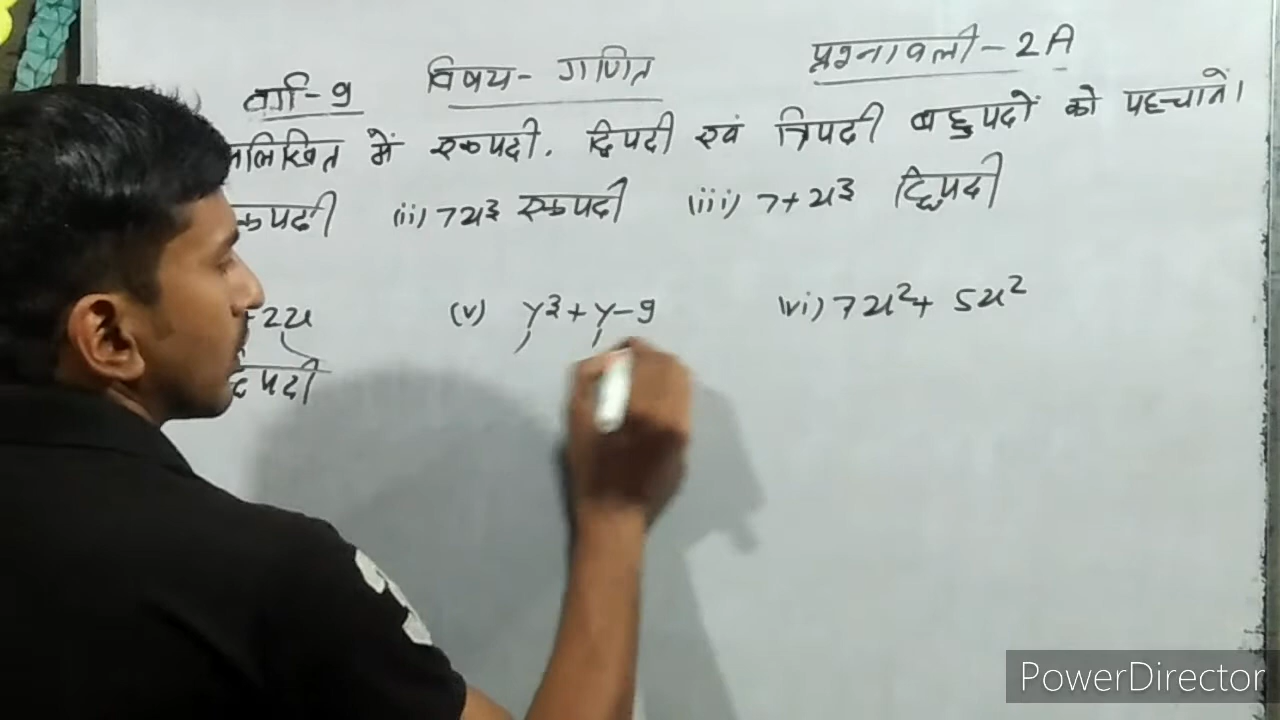 वर्ग-9 विषय- गणित प्रश्नावली-2A
लिखित में एकपदी, द्विपदी एवं त्रिपदी बहुपदों को पहचानें।
पदी (ii) 7x³ एकपदी (iii) 7+x³ द्विपदी
2x (v) y³+y-9 (vi) 7x²+ 5x²
पदी
PowerDirector